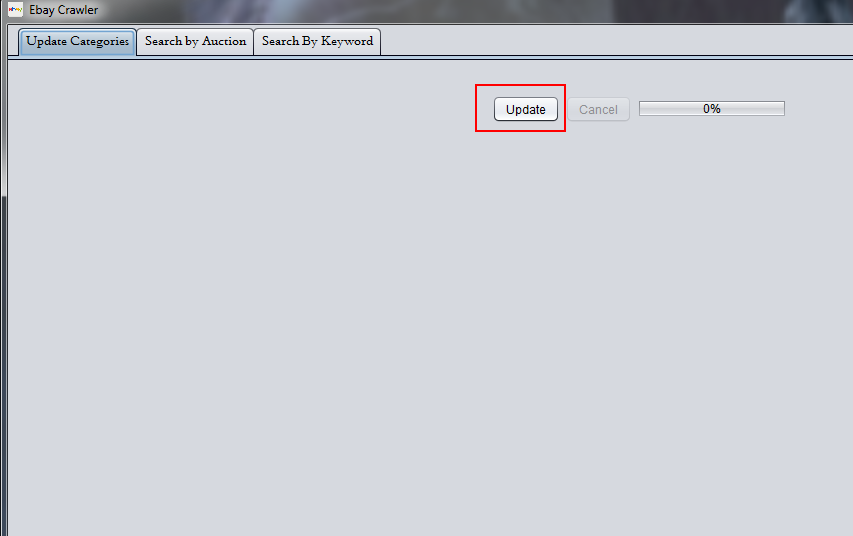 Ebay Crawler
Update Categories Search by Auction Search By Keyword
Update Cancel 0%